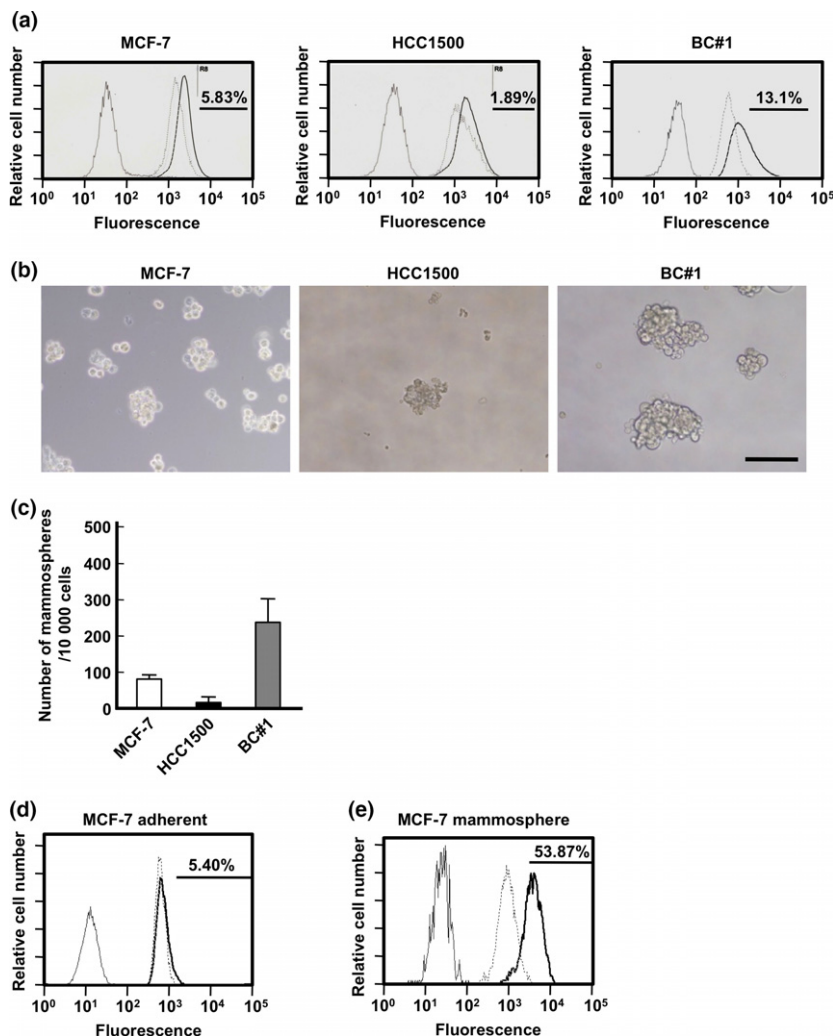 (a)
MCF-7
HCC1500
BC#1
Relative cell number
R8
5.83%
10⁰ 10¹ 10² 10³ 10⁴ 10⁵
Fluorescence
Relative cell number
R8
1.89%
10⁰ 10¹ 10² 10³ 10⁴ 10⁵
Fluorescence
Relative cell number
13.1%
10⁰ 10¹ 10² 10³ 10⁴ 10⁵
Fluorescence
(b)
MCF-7
HCC1500
BC#1
(c)
Number of mammospheres
/10 000 cells
500
400
300
200
100
0
MCF-7
HCC1500
BC#1
(d)
MCF-7 adherent
Relative cell number
5.40%
10⁰ 10¹ 10² 10³ 10⁴ 10⁵
Fluorescence
(e)
MCF-7 mammosphere
Relative cell number
53.87%
10⁰ 10¹ 10² 10³ 10⁴ 10⁵
Fluorescence